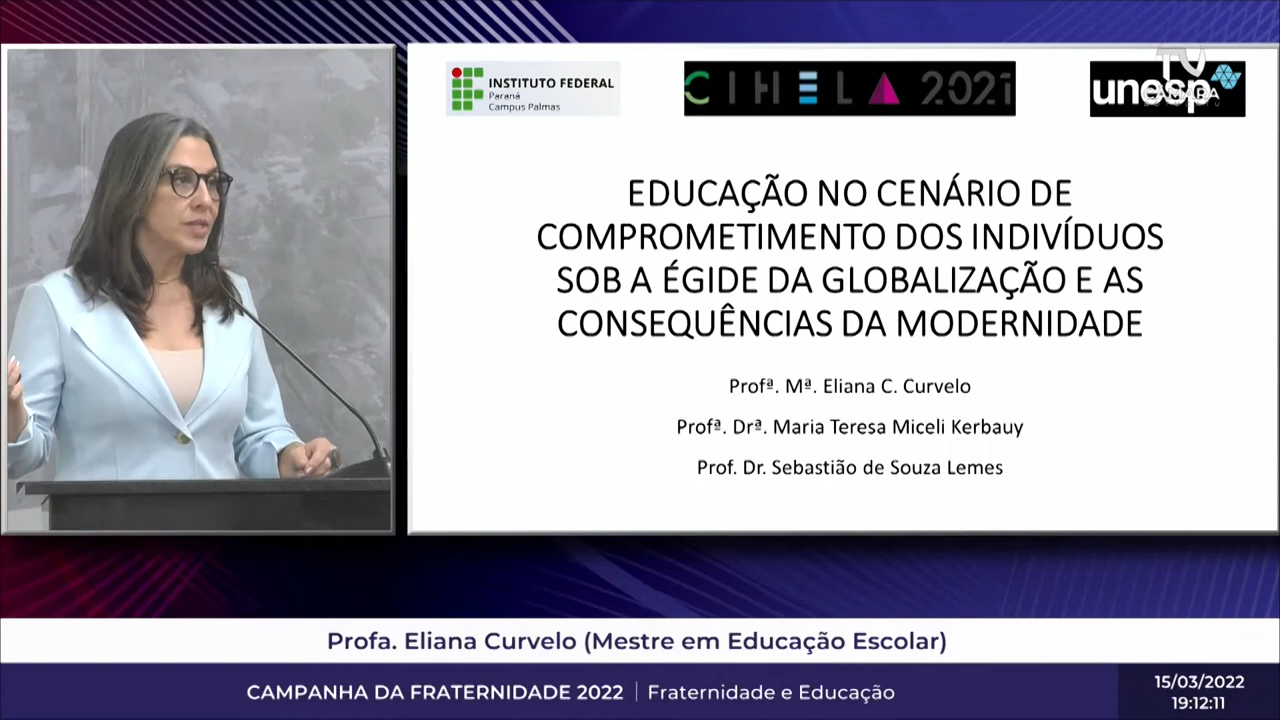 INSTITUTO FEDERAL
Paraná
Campus Palmas
CIHELA 2021
unesp
TV
CÂMARA
EDUCAÇÃO NO CENÁRIO DE
COMPROMETIMENTO DOS INDIVÍDUOS
SOB A ÉGIDE DA GLOBALIZAÇÃO E AS
CONSEQUÊNCIAS DA MODERNIDADE
Profª. Mª. Eliana C. Curvelo
Profª. Drª. Maria Teresa Miceli Kerbauy
Prof. Dr. Sebastião de Souza Lemes
Profa. Eliana Curvelo (Mestre em Educação Escolar)
CAMPANHA DA FRATERNIDADE 2022 | Fraternidade e Educação
15/03/2022
19:12:11